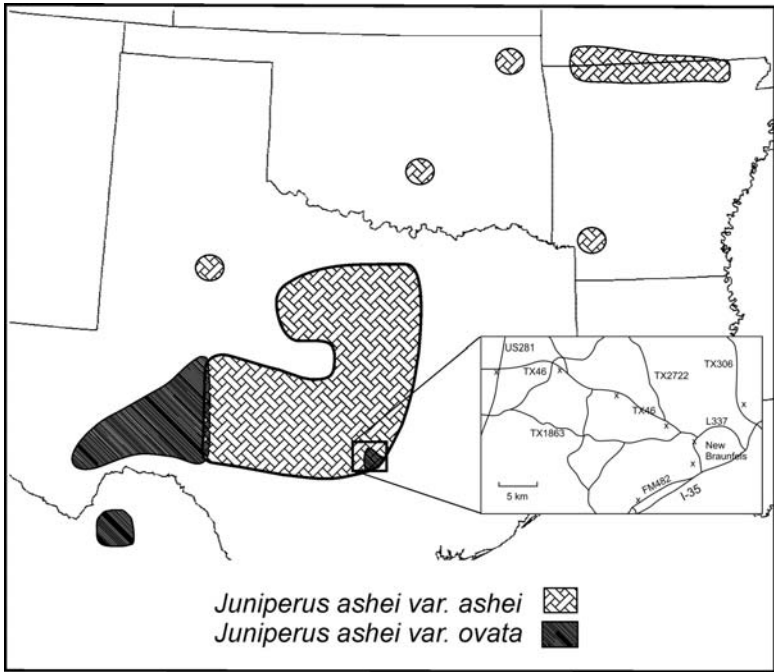 US281
TX46
TX2722
TX306
TX46
L337
TX1863
New
Braunfels
5 km
FM482
I-35
Juniperus ashei var. ashei
Juniperus ashei var. ovata